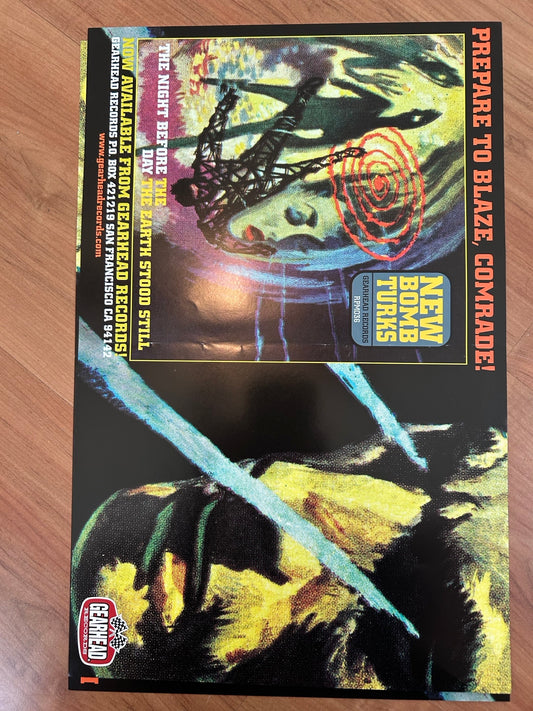 PREPARE TO BLAZE, COMRADE!
NEW
BOMB
TURKS
GEARHEAD RECORDS
RPM036
THE NIGHT BEFORE THE
DAY THE EARTH STOOD STILL
NOW AVAILABLE FROM GEARHEAD RECORDS!
GEARHEAD RECORDS P.O. BOX 421219 SAN FRANCISCO CA 94142
www.gearheadrecords.com
GEARHEAD
RECORDS